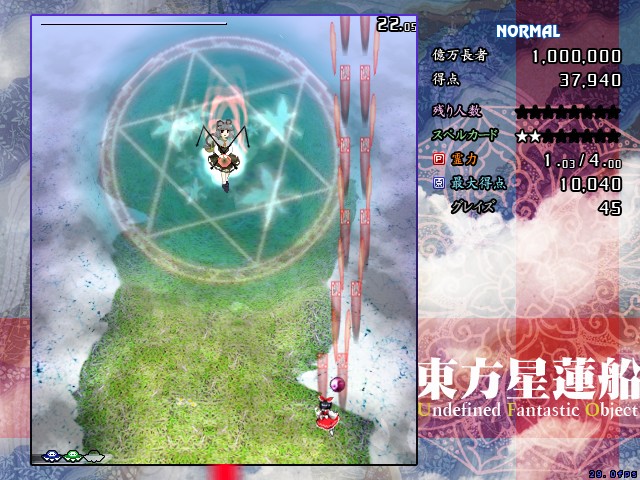 22.05
NORMAL
億万長者 1,000,000
得点 37,940
残り人数
スペルカード
P 霊力 1.03/4.00
最大得点 10,040
グレイズ 45
東方星蓮船
Undefined Fantastic Object
29.0fps